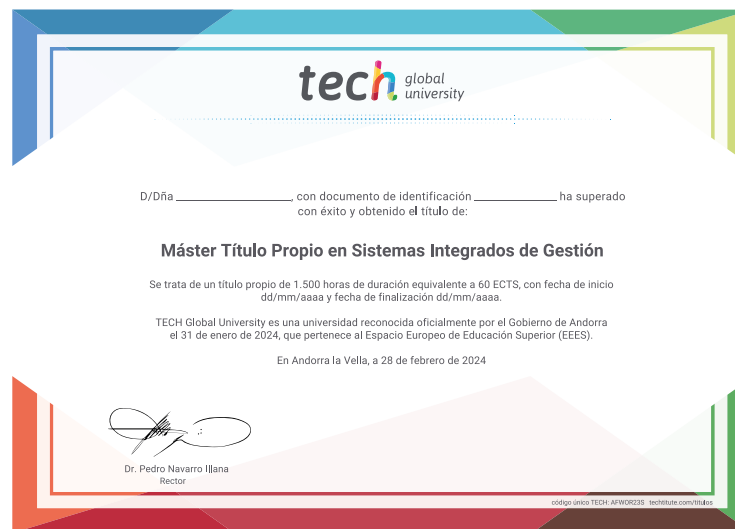 tech global
university
D/Dña ____________, con documento de identificación ____________ ha superado
con éxito y obtenido el título de:
Máster Título Propio en Sistemas Integrados de Gestión
Se trata de un título propio de 1.500 horas de duración equivalente a 60 ECTS, con fecha de inicio
dd/mm/aaaa y fecha de finalización dd/mm/aaaa.
TECH Global University es una universidad reconocida oficialmente por el Gobierno de Andorra
el 31 de enero de 2024, que pertenece al Espacio Europeo de Educación Superior (EEES).
En Andorra la Vella, a 28 de febrero de 2024
Dr. Pedro Navarro Illana
Rector
código único TECH: AFWOR23S techtitute.com/titulos